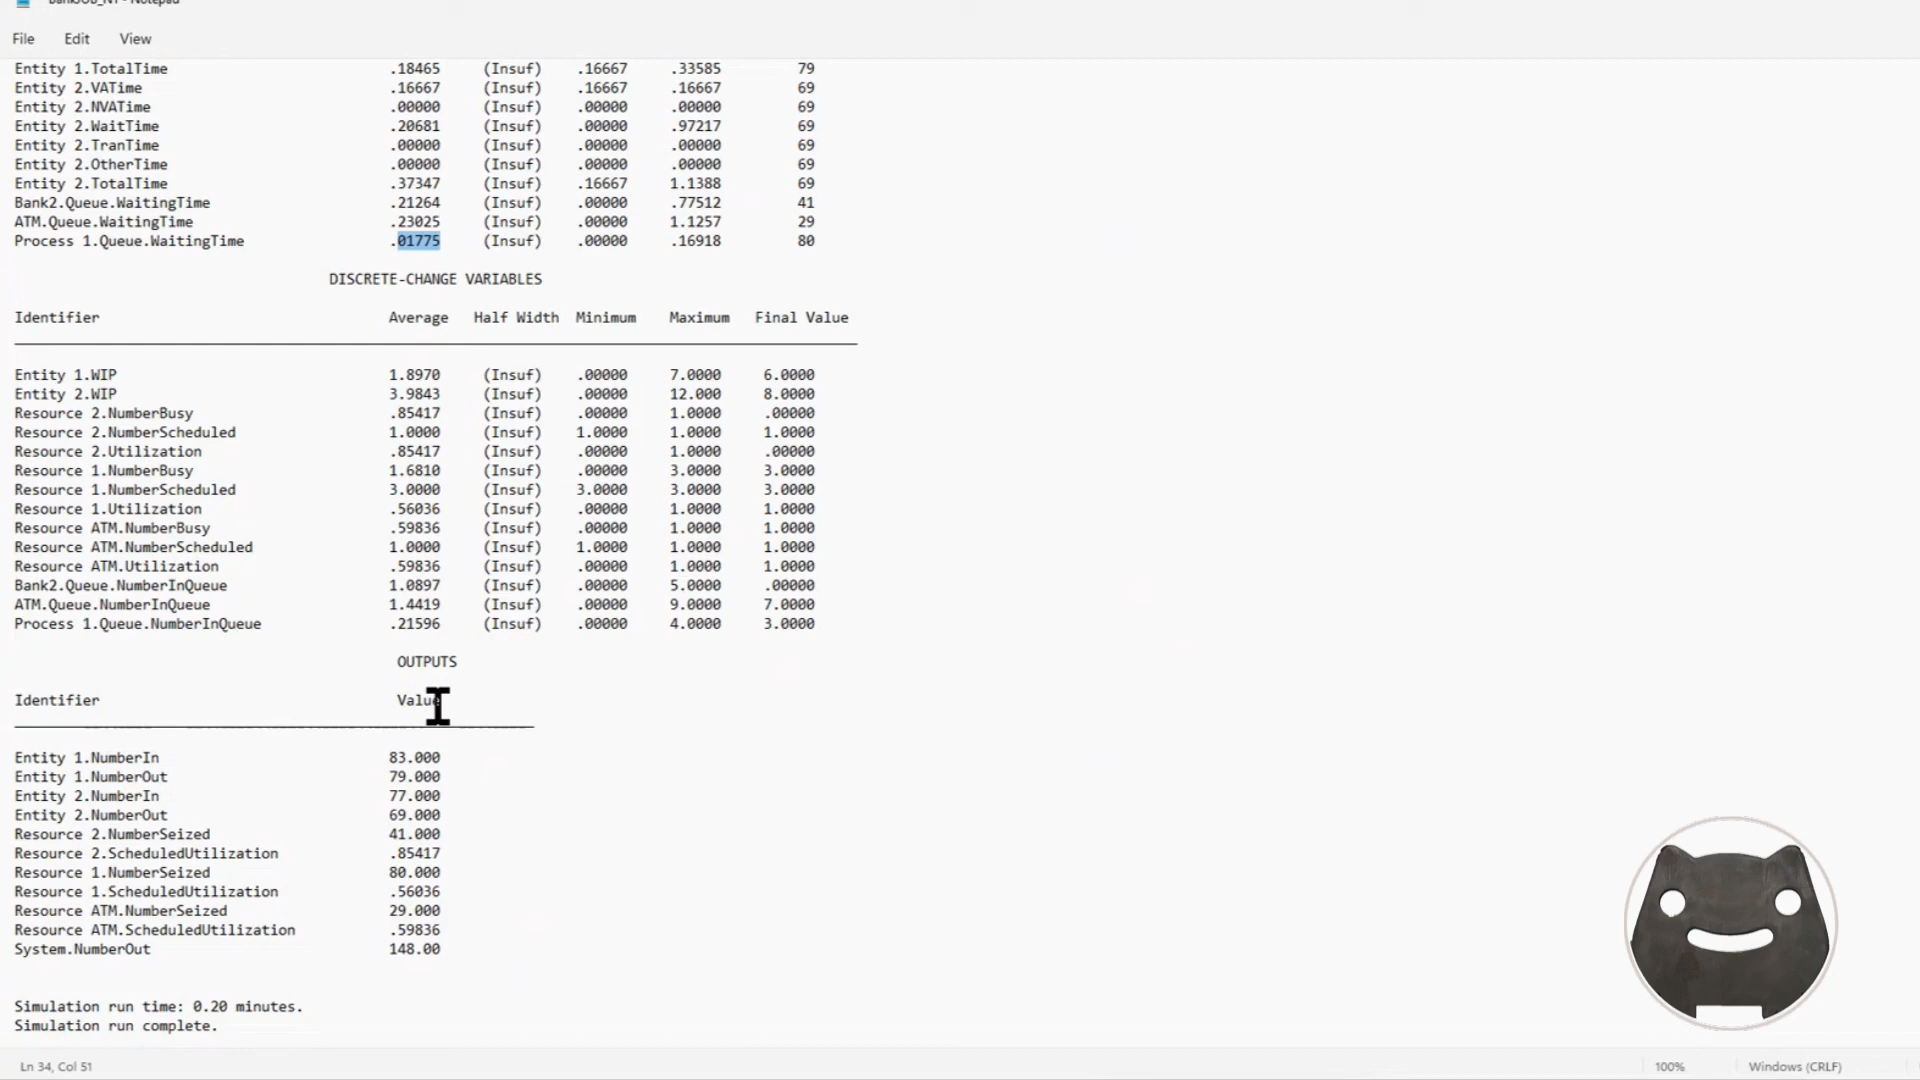 BankJOB_N1 - Notepad
File Edit View
Entity 1.TotalTime .18465 (Insuf) .16667 .33585 79
Entity 2.VATime .16667 (Insuf) .16667 .16667 69
Entity 2.NVATime .00000 (Insuf) .00000 .00000 69
Entity 2.WaitTime .20681 (Insuf) .00000 .97217 69
Entity 2.TranTime .00000 (Insuf) .00000 .00000 69
Entity 2.OtherTime .00000 (Insuf) .00000 .00000 69
Entity 2.TotalTime .37347 (Insuf) .16667 1.1388 69
Bank2.Queue.WaitingTime .21264 (Insuf) .00000 .77512 41
ATM.Queue.WaitingTime .23025 (Insuf) .00000 1.1257 29
Process 1.Queue.WaitingTime .01775 (Insuf) .00000 .16918 80
DISCRETE-CHANGE VARIABLES
Identifier Average Half Width Minimum Maximum Final Value
Entity 1.WIP 1.8970 (Insuf) .00000 7.0000 6.0000
Entity 2.WIP 3.9843 (Insuf) .00000 12.000 8.0000
Resource 2.NumberBusy .85417 (Insuf) .00000 1.0000 .00000
Resource 2.NumberScheduled 1.0000 (Insuf) 1.0000 1.0000 1.0000
Resource 2.Utilization .85417 (Insuf) .00000 1.0000 .00000
Resource 1.NumberBusy 1.6810 (Insuf) .00000 3.0000 3.0000
Resource 1.NumberScheduled 3.0000 (Insuf) 3.0000 3.0000 3.0000
Resource 1.Utilization .56036 (Insuf) .00000 1.0000 1.0000
Resource ATM.NumberBusy .59836 (Insuf) .00000 1.0000 1.0000
Resource ATM.NumberScheduled 1.0000 (Insuf) 1.0000 1.0000 1.0000
Resource ATM.Utilization .59836 (Insuf) .00000 1.0000 1.0000
Bank2.Queue.NumberInQueue 1.0897 (Insuf) .00000 5.0000 .00000
ATM.Queue.NumberInQueue 1.4419 (Insuf) .00000 9.0000 7.0000
Process 1.Queue.NumberInQueue .21596 (Insuf) .00000 4.0000 3.0000
OUTPUTS
Identifier Value
Entity 1.NumberIn 83.000
Entity 1.NumberOut 79.000
Entity 2.NumberIn 77.000
Entity 2.NumberOut 69.000
Resource 2.NumberSeized 41.000
Resource 2.ScheduledUtilization .85417
Resource 1.NumberSeized 80.000
Resource 1.ScheduledUtilization .56036
Resource ATM.NumberSeized 29.000
Resource ATM.ScheduledUtilization .59836
System.NumberOut 148.00
Simulation run time: 0.20 minutes.
Simulation run complete.
Ln 34, Col 51 100% Windows (CRLF)